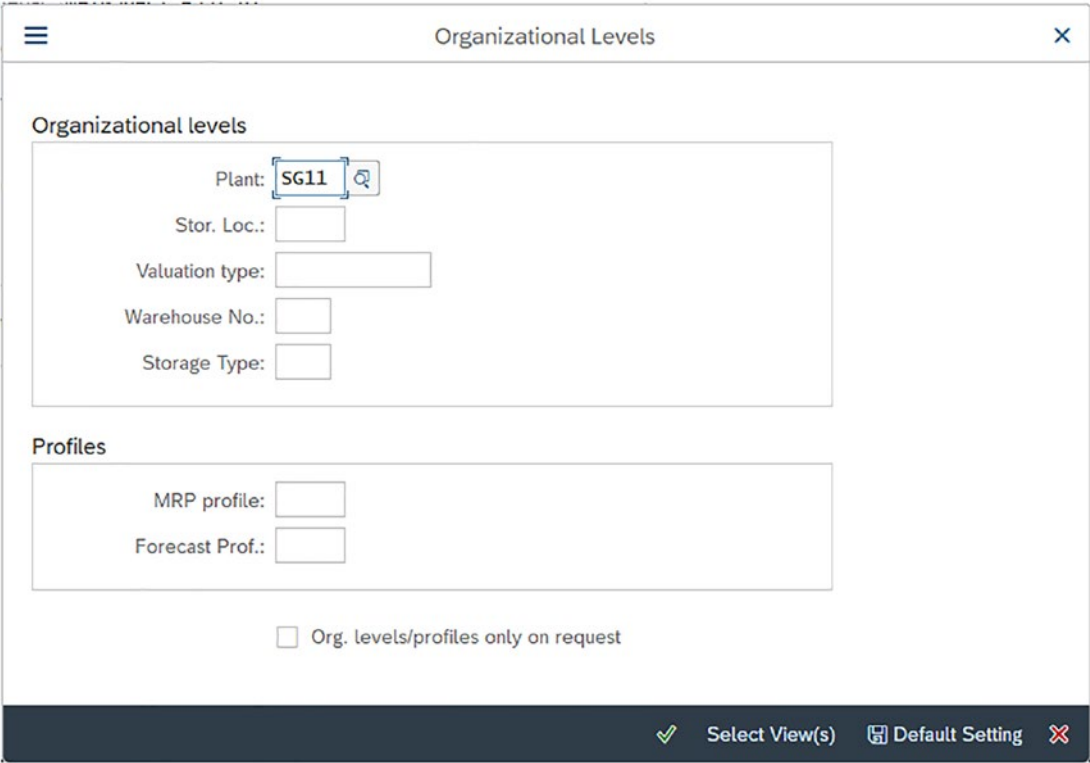 Organizational Levels
Organizational levels
Plant: SG11
Stor. Loc.:
Valuation type:
Warehouse No.:
Storage Type:
Profiles
MRP profile:
Forecast Prof.:
Org. levels/profiles only on request
Select View(s) Default Setting